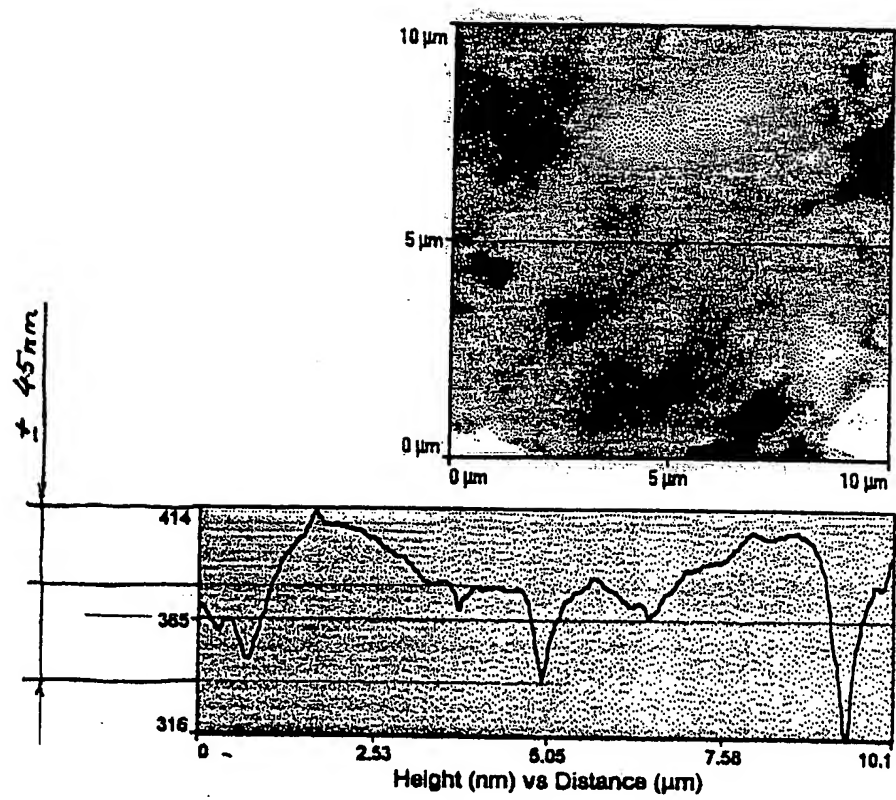 10 µm
5 µm
0 µm
0 µm 5 µm 10 µm
± 45nm
414
365
316
0 2.53 5.05 7.58 10.1
Height (nm) vs Distance (µm)